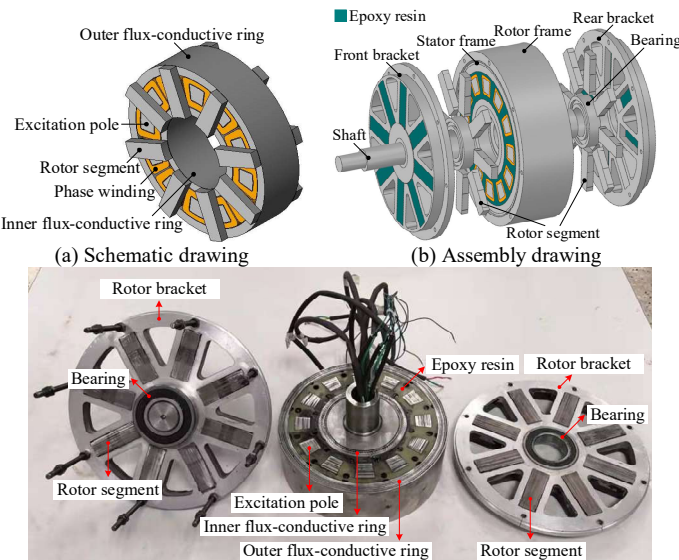 Outer flux-conductive ring
Excitation pole
Rotor segment
Phase winding
Inner flux-conductive ring
(a) Schematic drawing
Epoxy resin
Front bracket
Stator frame
Rotor frame
Rear bracket
Bearing
Shaft
Rotor segment
(b) Assembly drawing
Rotor bracket
Bearing
Rotor segment
Epoxy resin
Excitation pole
Inner flux-conductive ring
Outer flux-conductive ring
Rotor bracket
Bearing
Rotor segment